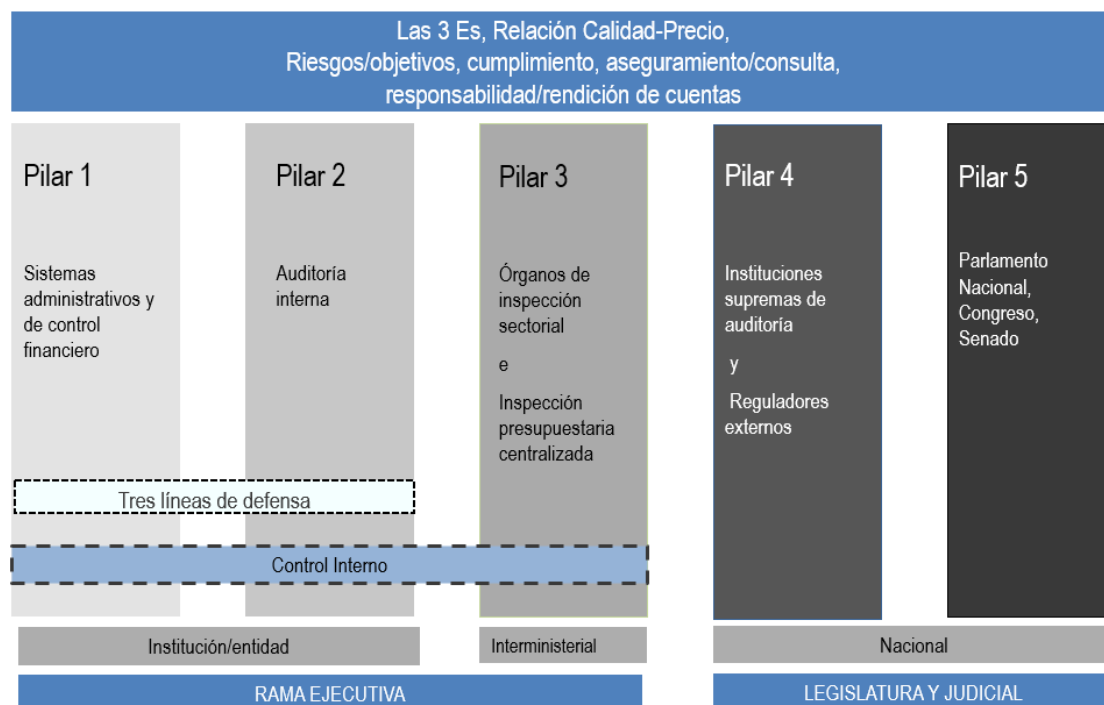 Las 3 Es, Relación Calidad-Precio,
Riesgos/objetivos, cumplimiento, aseguramiento/consulta,
responsabilidad/rendición de cuentas
Pilar 1
Sistemas
administrativos y
de control
financiero
Pilar 2
Auditoría
interna
Pilar 3
Órganos de
inspección
sectorial
e
Inspección
presupuestaria
centralizada
Pilar 4
Instituciones
supremas de
auditoría
y
Reguladores
externos
Pilar 5
Parlamento
Nacional,
Congreso,
Senado
Tres líneas de defensa
Control Interno
Institución/entidad
Interministerial
Nacional
RAMA EJECUTIVA
LEGISLATURA Y JUDICIAL